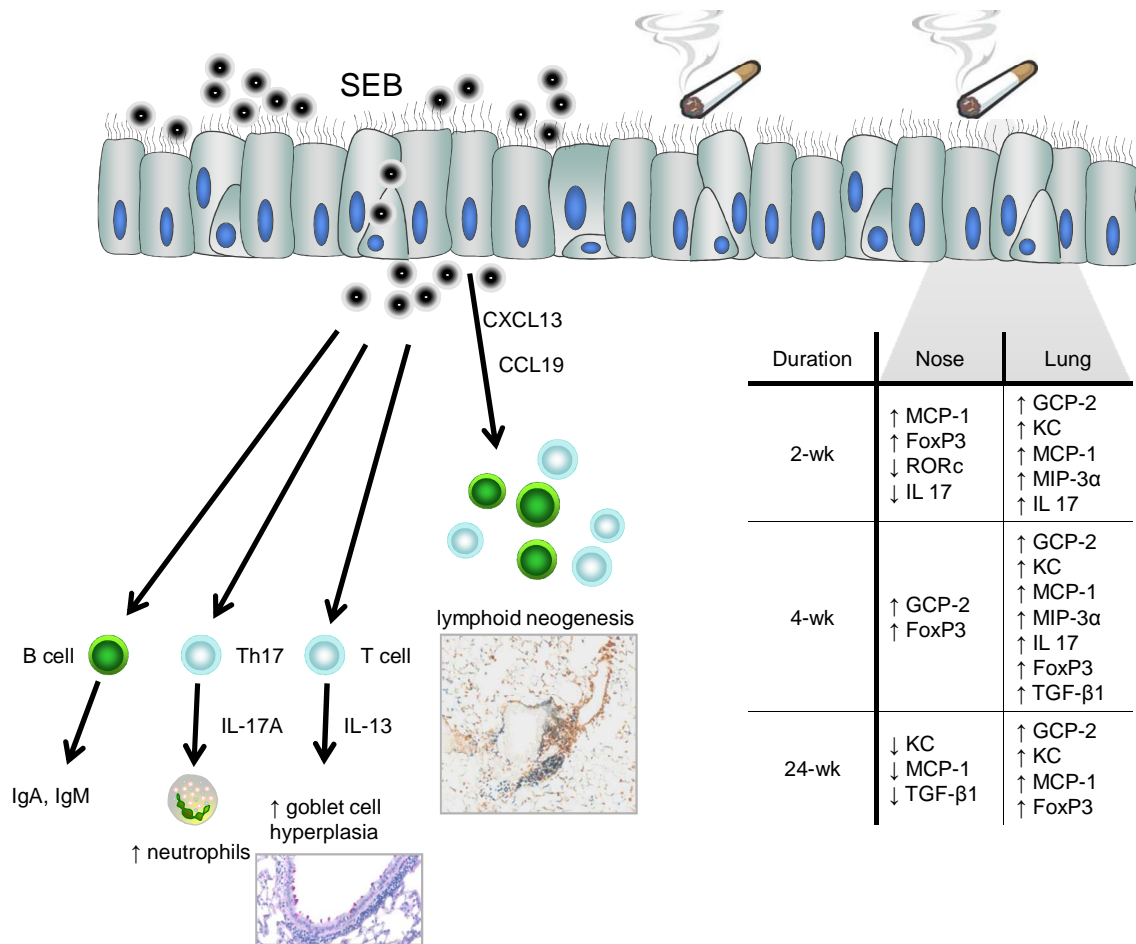 SEB
CXCL13
CCL19
lymphoid neogenesis
B cell
Th17
T cell
IL-17A
IL-13
IgA, IgM
↑ neutrophils
↑ goblet cell
hyperplasia
Duration
Nose
Lung
2-wk
↑ MCP-1
↑ FoxP3
↓ RORc
↓ IL 17
↑ GCP-2
↑ KC
↑ MCP-1
↑ MIP-3α
↑ IL 17
4-wk
↑ GCP-2
↑ FoxP3
↑ GCP-2
↑ KC
↑ MCP-1
↑ MIP-3α
↑ IL 17
↑ FoxP3
↑ TGF-β1
24-wk
↓ KC
↓ MCP-1
↓ TGF-β1
↑ GCP-2
↑ KC
↑ MCP-1
↑ FoxP3